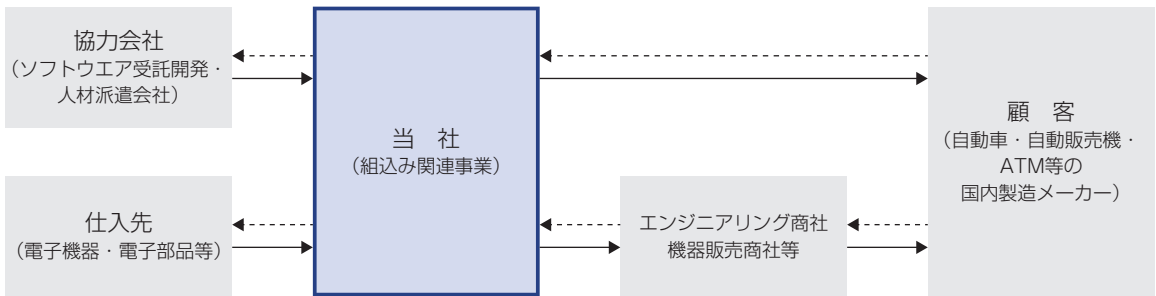 協力会社
（ソフトウエア受託開発・
人材派遣会社）
仕入先
（電子機器・電子部品等）
当　社
（組込み関連事業）
エンジニアリング商社
機器販売商社等
顧　客
（自動車・自動販売機・
ATM等の
国内製造メーカー）